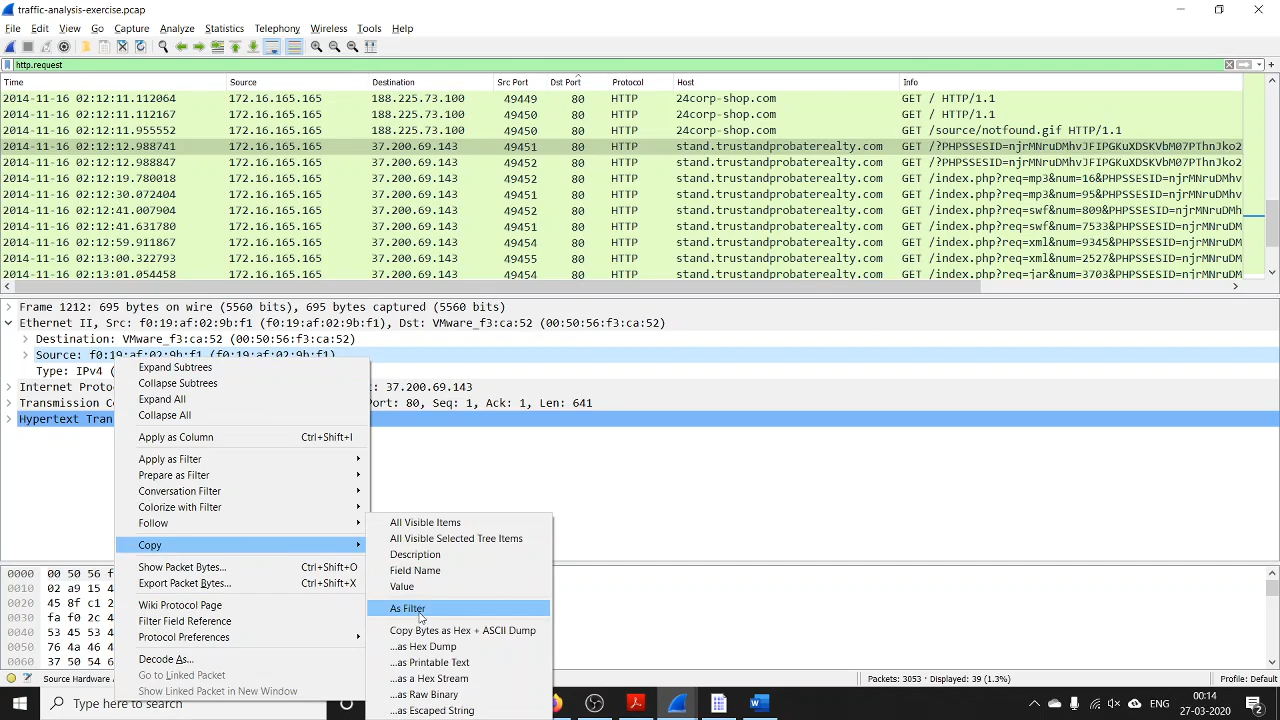 traffic-analysis-exercise.pcap
File Edit View Go Capture Analyze Statistics Telephony Wireless Tools Help
http.request
Time Source Destination Src Port Dst Port Protocol Host Info
2014-11-16 02:12:11.112064 172.16.165.165 188.225.73.100 49449 80 HTTP 24corp-shop.com GET / HTTP/1.1
2014-11-16 02:12:11.112167 172.16.165.165 188.225.73.100 49450 80 HTTP 24corp-shop.com GET / HTTP/1.1
2014-11-16 02:12:11.955552 172.16.165.165 188.225.73.100 49450 80 HTTP 24corp-shop.com GET /source/notfound.gif HTTP/1.1
2014-11-16 02:12:12.988741 172.16.165.165 37.200.69.143 49451 80 HTTP stand.trustandprobaterealty.com GET /?PHPSSESID=njrMNruDMhvJFIPGKuXDSKVbM07PThnJko2
2014-11-16 02:12:12.988847 172.16.165.165 37.200.69.143 49452 80 HTTP stand.trustandprobaterealty.com GET /?PHPSSESID=njrMNruDMhvJFIPGKuXDSKVbM07PThnJko2
2014-11-16 02:12:19.780018 172.16.165.165 37.200.69.143 49452 80 HTTP stand.trustandprobaterealty.com GET /index.php?req=mp3&num=16&PHPSSESID=njrMNruDMhv
2014-11-16 02:12:30.072404 172.16.165.165 37.200.69.143 49451 80 HTTP stand.trustandprobaterealty.com GET /index.php?req=mp3&num=95&PHPSSESID=njrMNruDMhv
2014-11-16 02:12:41.007904 172.16.165.165 37.200.69.143 49452 80 HTTP stand.trustandprobaterealty.com GET /index.php?req=swf&num=809&PHPSSESID=njrMNruDMh
2014-11-16 02:12:41.631780 172.16.165.165 37.200.69.143 49451 80 HTTP stand.trustandprobaterealty.com GET /index.php?req=swf&num=7533&PHPSSESID=njrMNruDM
2014-11-16 02:12:59.911867 172.16.165.165 37.200.69.143 49454 80 HTTP stand.trustandprobaterealty.com GET /index.php?req=xml&num=9345&PHPSSESID=njrMNruDM
2014-11-16 02:13:00.322793 172.16.165.165 37.200.69.143 49455 80 HTTP stand.trustandprobaterealty.com GET /index.php?req=xml&num=2527&PHPSSESID=njrMNruDM
2014-11-16 02:13:01.054458 172.16.165.165 37.200.69.143 49454 80 HTTP stand.trustandprobaterealty.com GET /index.php?req=jar&num=3703&PHPSSESID=njrMNruDM
Frame 1212: 695 bytes on wire (5560 bits), 695 bytes captured (5560 bits)
Ethernet II, Src: f0:19:af:02:9b:f1 (f0:19:af:02:9b:f1), Dst: VMware_f3:ca:52 (00:50:56:f3:ca:52)
Destination: VMware_f3:ca:52 (00:50:56:f3:ca:52)
Source: f0:19:af:02:9b:f1 (f0:19:af:02:9b:f1)
Type: IPv4 (
Internet Proto : 37.200.69.143
Transmission C Port: 80, Seq: 1, Ack: 1, Len: 641
Hypertext Tran
Expand Subtrees
Collapse Subtrees
Expand All
Collapse All
Apply as Column Ctrl+Shift+I
Apply as Filter
Prepare as Filter
Conversation Filter
Colorize with Filter
Follow
Copy
Show Packet Bytes... Ctrl+Shift+O
Export Packet Bytes... Ctrl+Shift+X
Wiki Protocol Page
Filter Field Reference
Protocol Preferences
Decode As...
Go to Linked Packet
Show Linked Packet in New Window
All Visible Items
All Visible Selected Tree Items
Description
Field Name
Value
As Filter
Copy Bytes as Hex + ASCII Dump
...as Hex Dump
...as Printable Text
...as a Hex Stream
...as Raw Binary
...as Escaped String
0000 00 50 56 f
0010 02 a9 15 4
0020 45 8f c1 2
0030 fa f0 2c 4
0040 53 45 53 4
0050 76 4a 46 4
0060 37 50 54 6
Source Hardware A
Packets: 3053 · Displayed: 39 (1.3%)
Profile: Default
Type here to search
ENG
00:14
27-03-2020